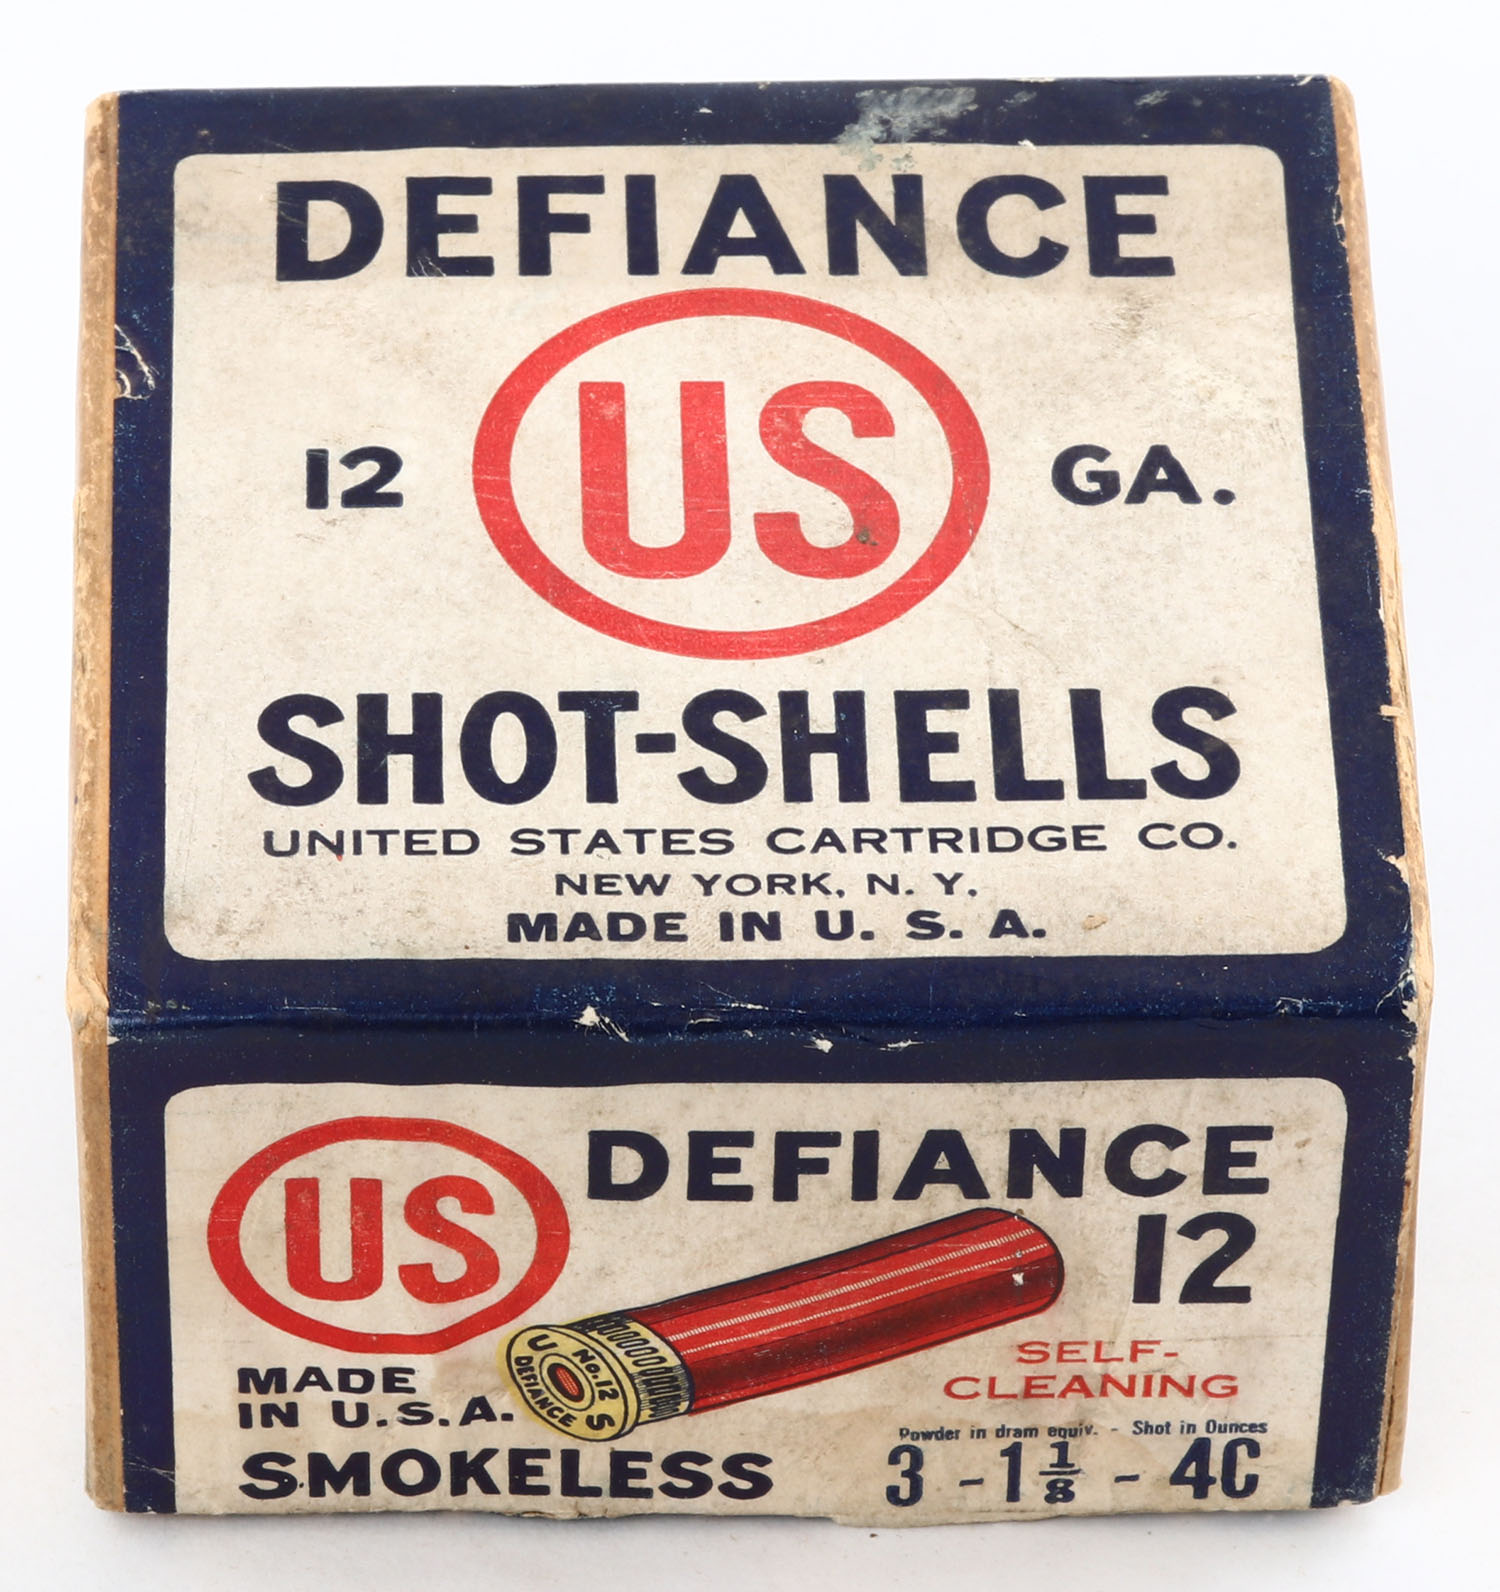 DEFIANCE
12 US GA.
SHOT-SHELLS
UNITED STATES CARTRIDGE CO.
NEW YORK, N. Y.
MADE IN U. S. A.
US DEFIANCE
12
SELF-
CLEANING
MADE
IN U.S.A.
SMOKELESS
U No. 12 S
DEFIANCE
Powder in dram equiv. - Shot in Ounces
3 - 1 1/8 - 4C